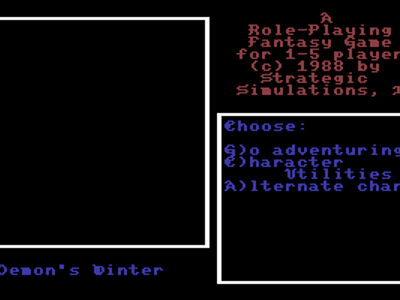 A
Role-Playing
Fantasy Game
for 1-5 player
(c) 1988 by
Strategic
Simulations, I
Choose:
G)o adventuring
C)haracter
Utilities
A)lternate char
Demon's Winter